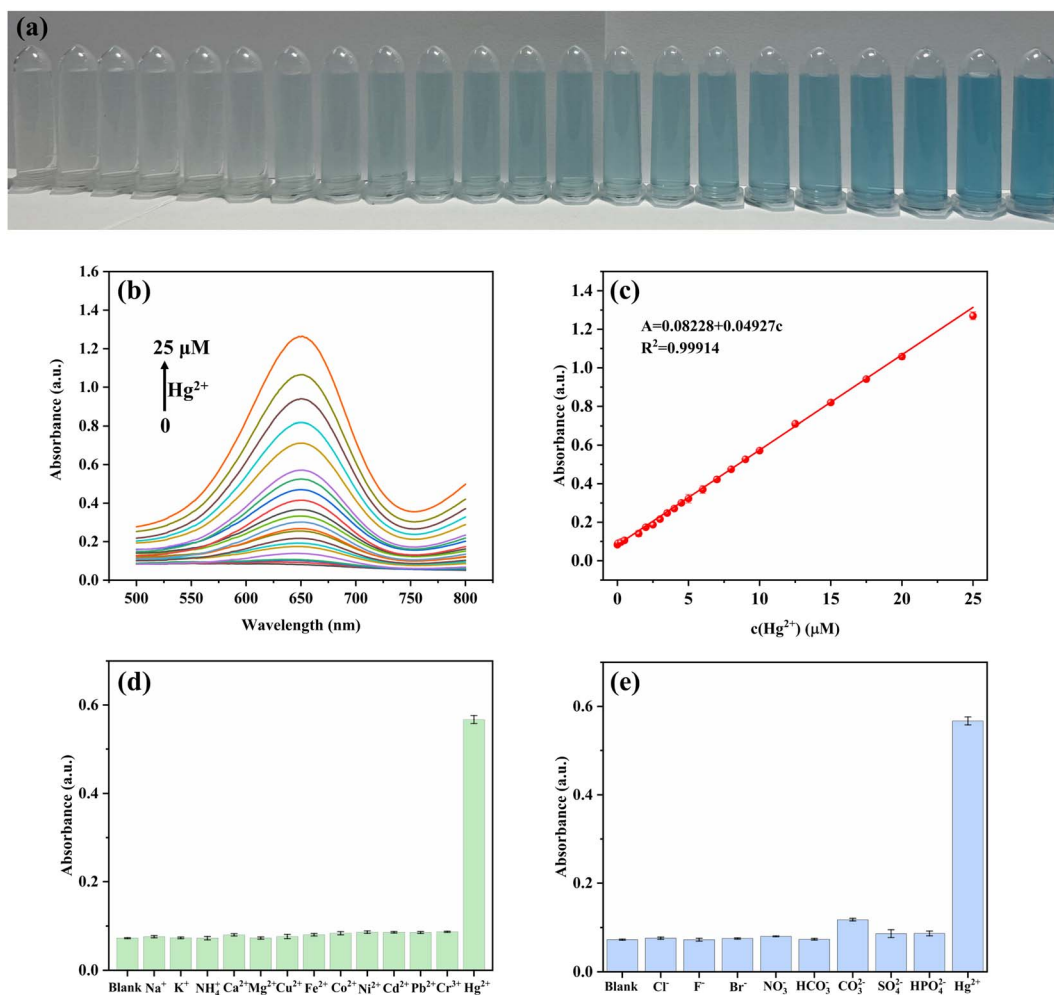 (a)
(b)
1.6
1.4
1.2
1.0
0.8
0.6
0.4
0.2
0.0
Absorbance (a.u.)
25 μM
Hg²⁺
0
500 550 600 650 700 750 800
Wavelength (nm)
(c)
1.4
1.2
1.0
0.8
0.6
0.4
0.2
0.0
Absorbance (a.u.)
A=0.08228+0.04927c
R²=0.99914
0 5 10 15 20 25
c(Hg²⁺) (μM)
(d)
0.6
0.4
0.2
0.0
Absorbance (a.u.)
Blank Na⁺ K⁺ NH₄⁺ Ca²⁺ Mg²⁺ Cu²⁺ Fe²⁺ Co²⁺ Ni²⁺ Cd²⁺ Pb²⁺ Cr³⁺ Hg²⁺
(e)
0.6
0.4
0.2
0.0
Absorbance (a.u.)
Blank Cl⁻ F⁻ Br⁻ NO₃⁻ HCO₃⁻ CO₃²⁻ SO₄²⁻ HPO₄²⁻ Hg²⁺